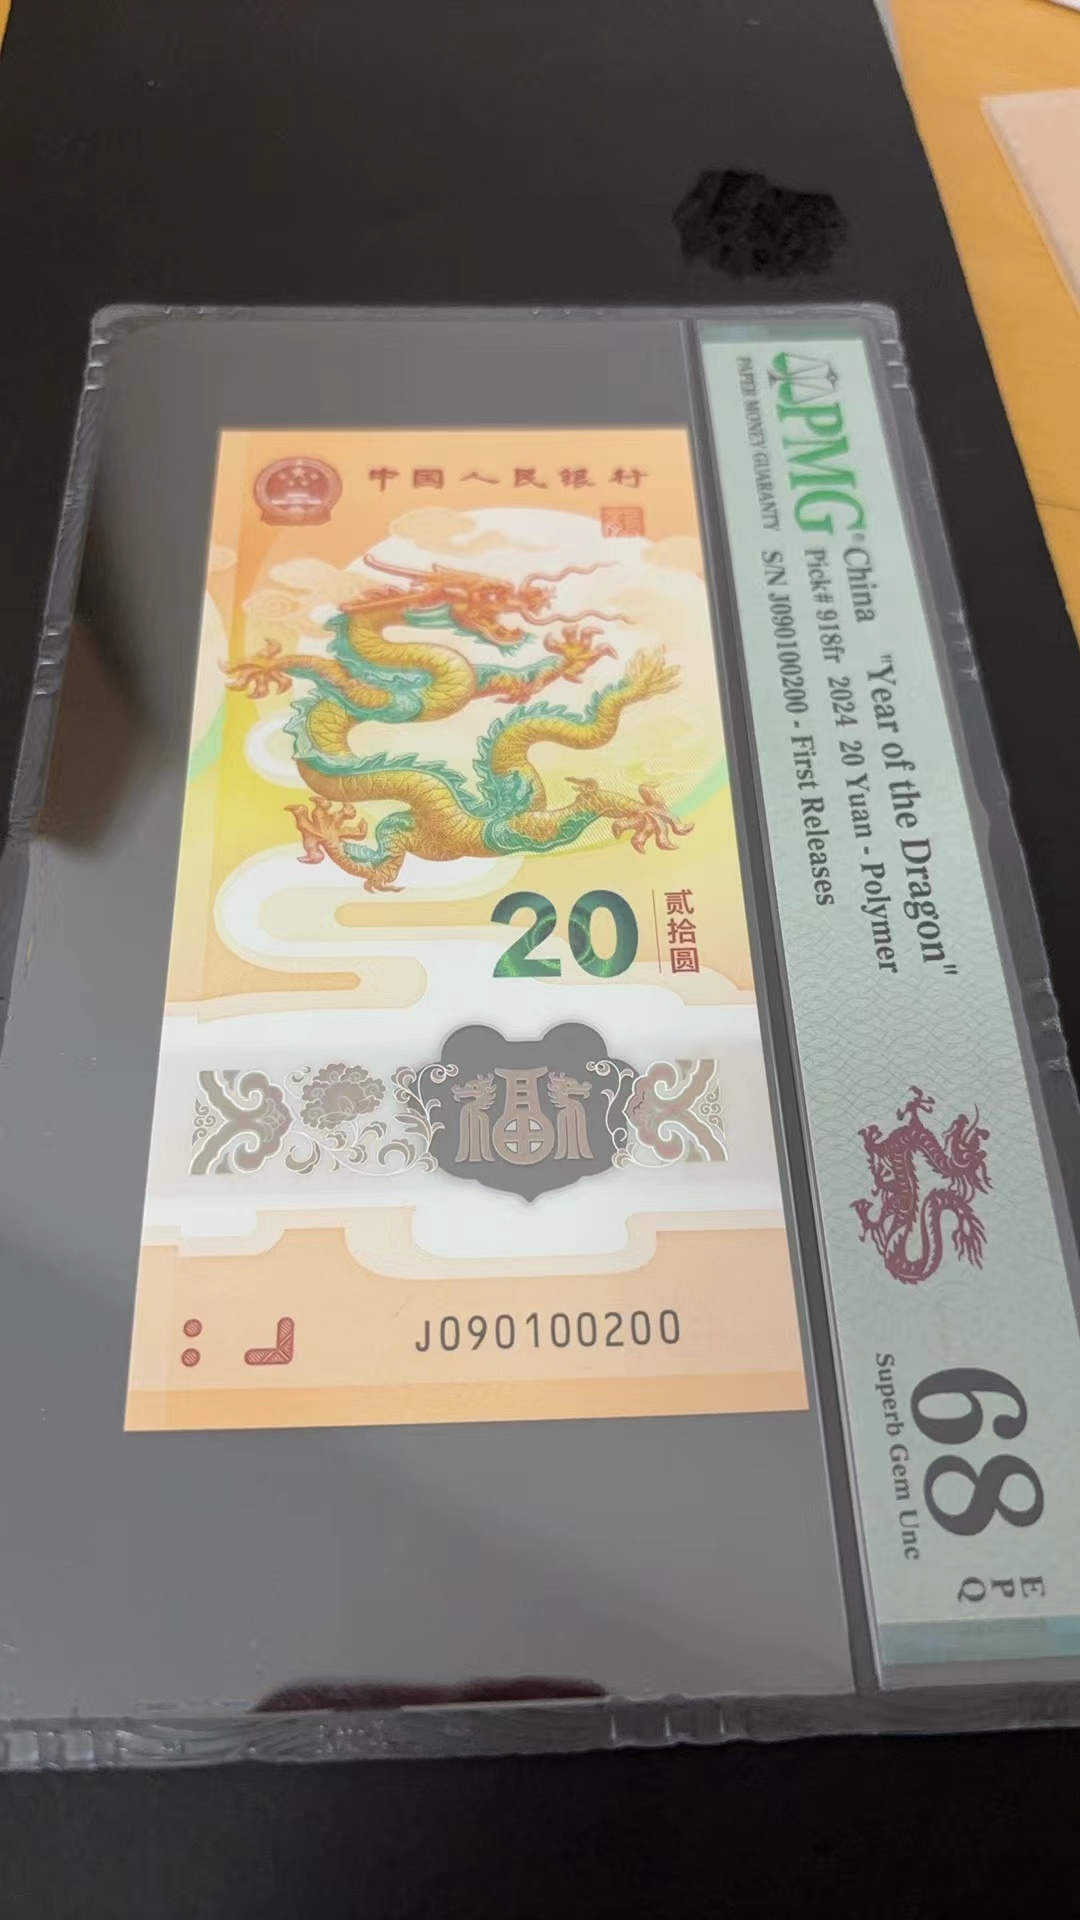 中国人民银行
20
贰拾圆
福
J090100200
PMG
PAPER MONEY GUARANTY
China "Year of the Dragon"
Pick# 918fr 2024 20 Yuan - Polymer
S/N J090100200 - First Releases
68
EPQ
Superb Gem Unc